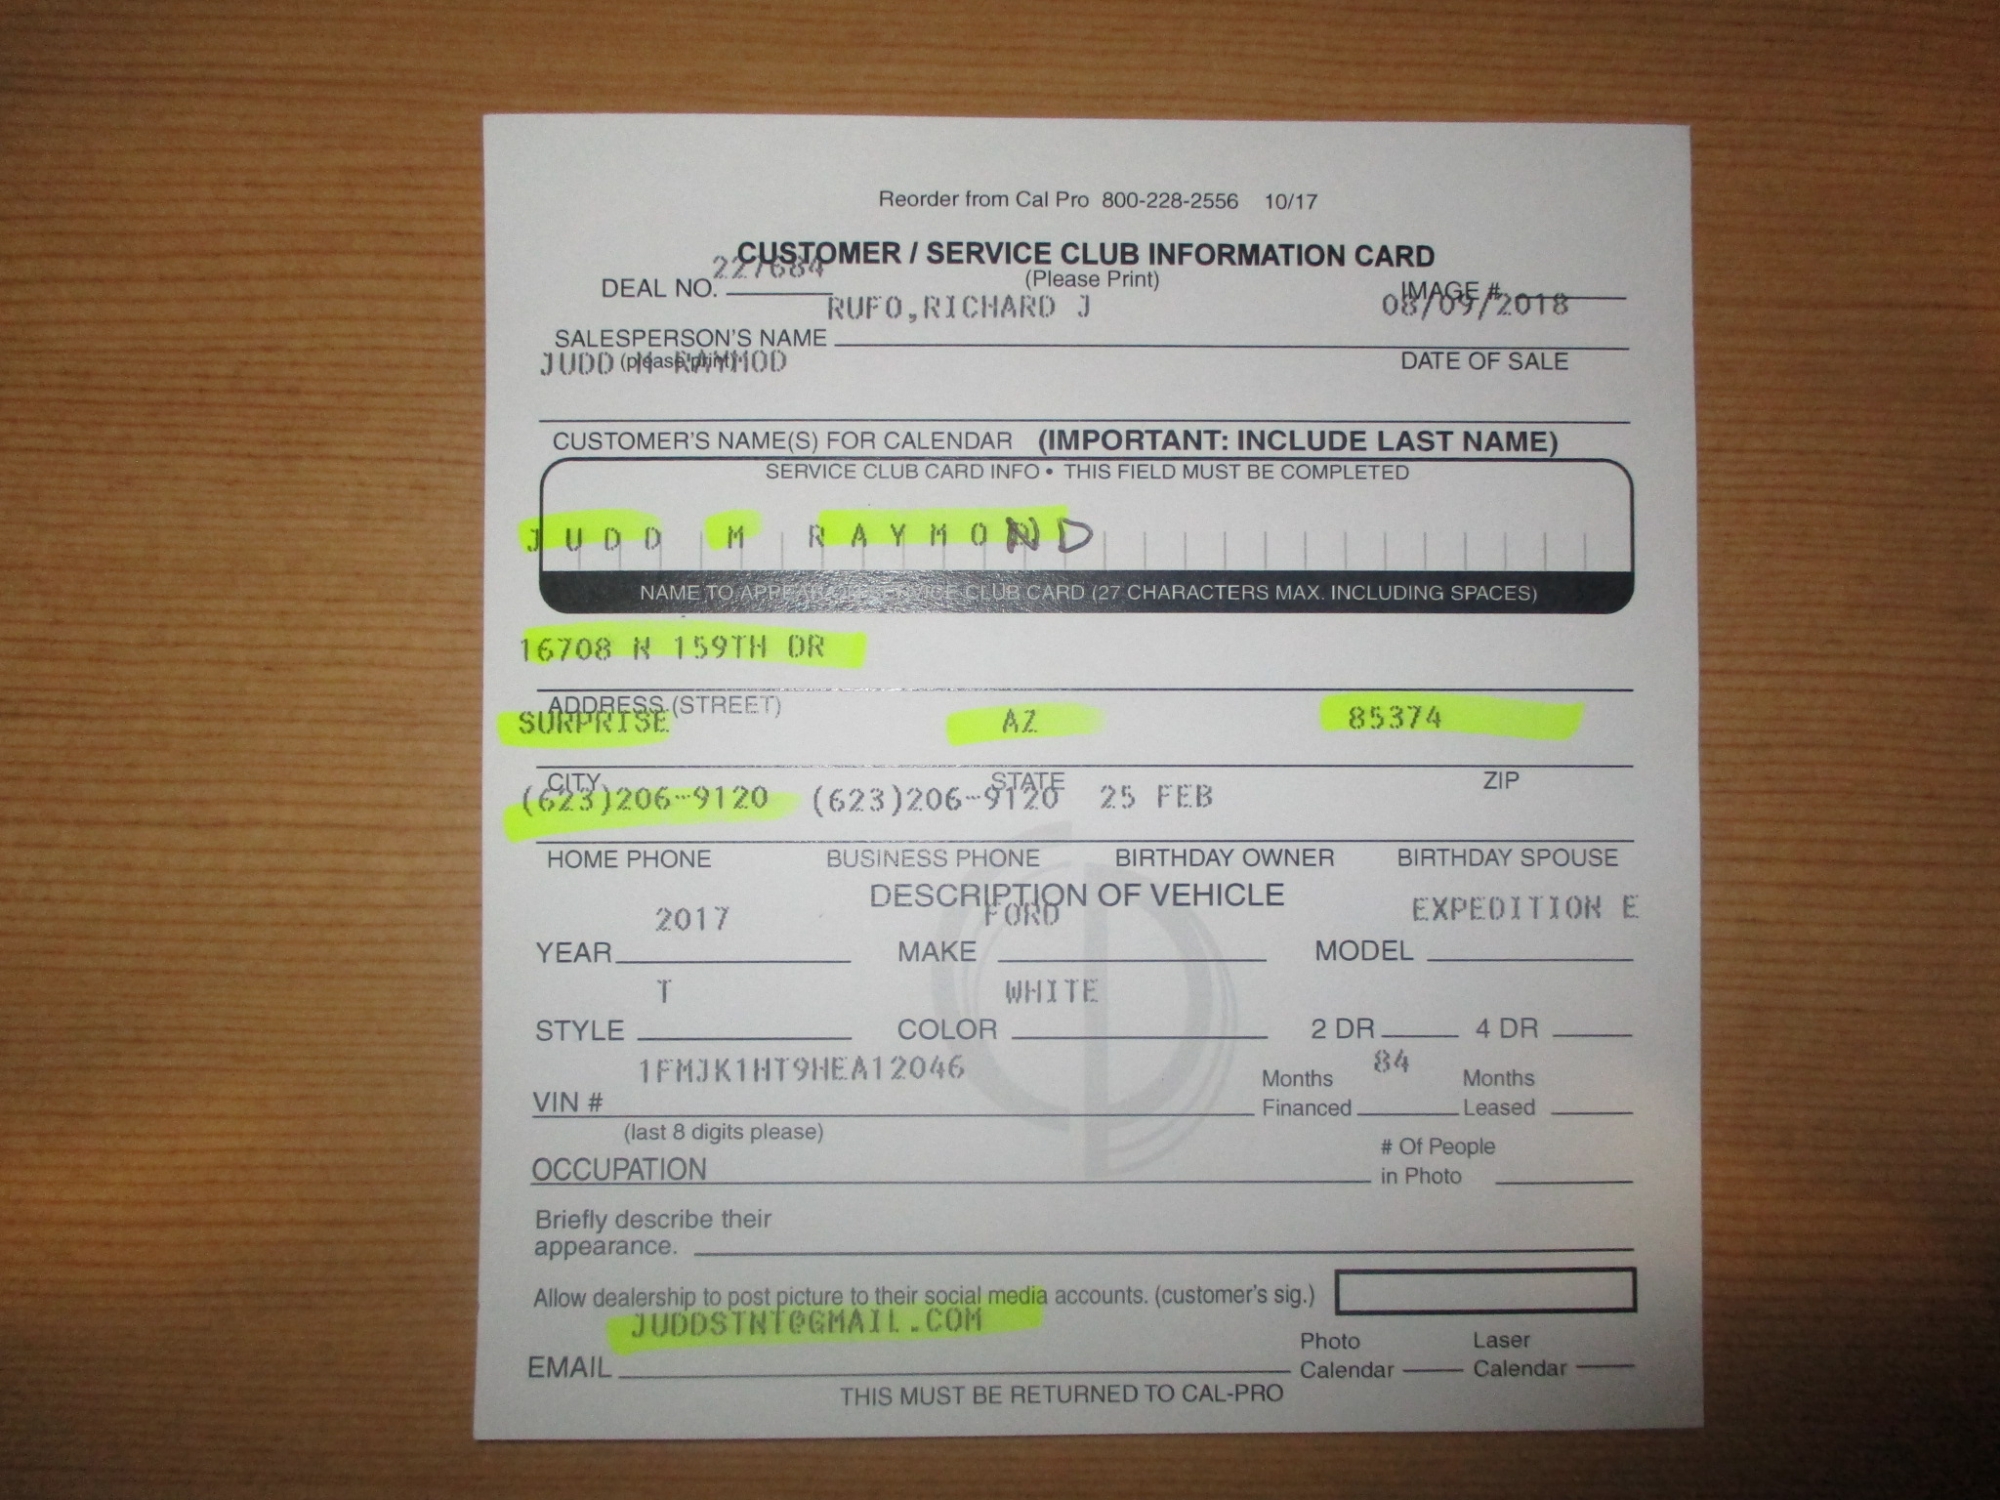 Reorder from Cal Pro 800-228-2556 10/17
CUSTOMER / SERVICE CLUB INFORMATION CARD
227684
DEAL NO. (Please Print) IMAGE #
RUFO,RICHARD J 08/09/2018
SALESPERSON'S NAME
JUDD M RAYMOD (please print) DATE OF SALE
CUSTOMER'S NAME(S) FOR CALENDAR (IMPORTANT: INCLUDE LAST NAME)
SERVICE CLUB CARD INFO • THIS FIELD MUST BE COMPLETED
JUDD M RAYMOND
NAME TO APPEAR ON SERVICE CLUB CARD (27 CHARACTERS MAX. INCLUDING SPACES)
16708 N 159TH DR
ADDRESS (STREET)
SURPRISE AZ 85374
CITY STATE ZIP
(623)206-9120 (623)206-9120 25 FEB
HOME PHONE BUSINESS PHONE BIRTHDAY OWNER BIRTHDAY SPOUSE
DESCRIPTION OF VEHICLE
2017 FORD EXPEDITION E
YEAR MAKE MODEL
T WHITE
STYLE COLOR 2 DR 4 DR
1FMJK1HT9HEA12046 84
VIN # Months Financed Months Leased
(last 8 digits please)
OCCUPATION # Of People in Photo
Briefly describe their
appearance.
Allow dealership to post picture to their social media accounts. (customer's sig.)
JUDDSTNT@GMAIL.COM
EMAIL Photo Calendar Laser Calendar
THIS MUST BE RETURNED TO CAL-PRO